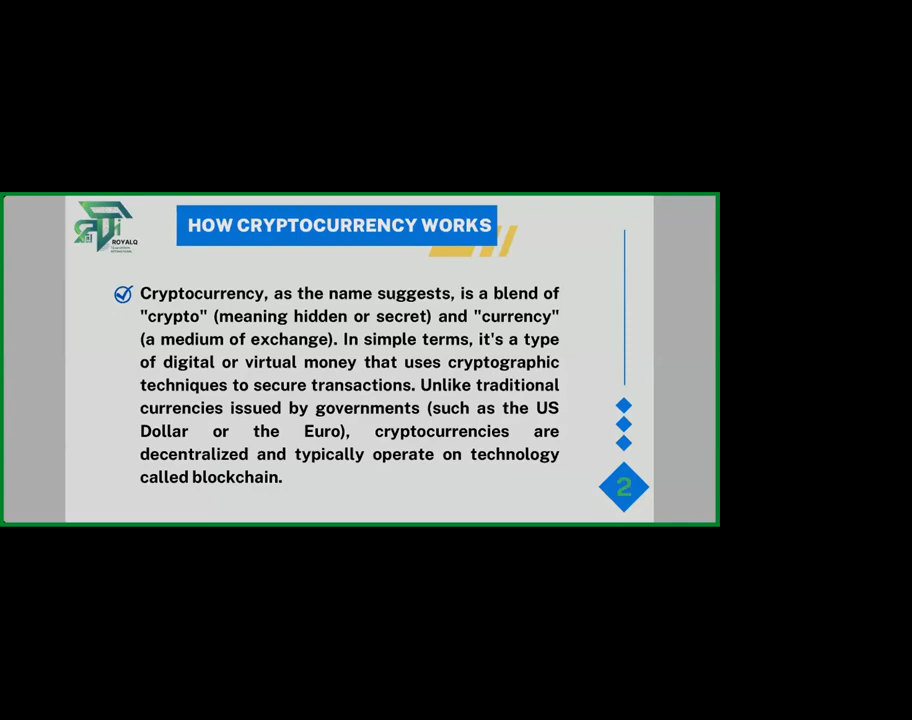 HOW CRYPTOCURRENCY WORKS
ROYALQ
Cryptocurrency, as the name suggests, is a blend of
"crypto" (meaning hidden or secret) and "currency"
(a medium of exchange). In simple terms, it's a type
of digital or virtual money that uses cryptographic
techniques to secure transactions. Unlike traditional
currencies issued by governments (such as the US
Dollar or the Euro), cryptocurrencies are
decentralized and typically operate on technology
called blockchain.
2